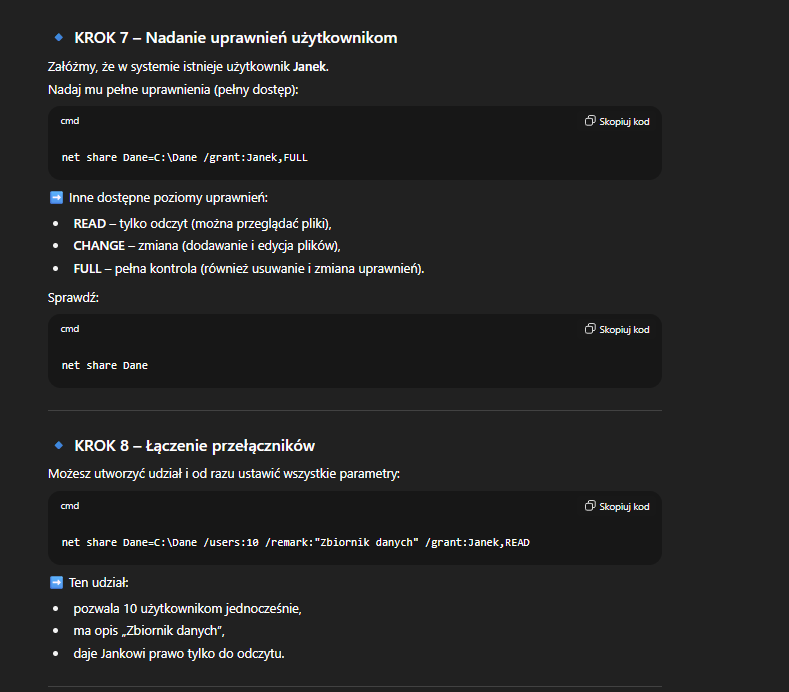 KROK 7 – Nadanie uprawnień użytkownikom
Załóżmy, że w systemie istnieje użytkownik Janek.
Nadaj mu pełne uprawnienia (pełny dostęp):
cmd
Skopiuj kod
net share Dane=C:\Dane /grant:Janek,FULL
➡️ Inne dostępne poziomy uprawnień:
• READ – tylko odczyt (można przeglądać pliki),
• CHANGE – zmiana (dodawanie i edycja plików),
• FULL – pełna kontrola (również usuwanie i zmiana uprawnień).
Sprawdź:
cmd
Skopiuj kod
net share Dane
KROK 8 – Łączenie przełączników
Możesz utworzyć udział i od razu ustawić wszystkie parametry:
cmd
Skopiuj kod
net share Dane=C:\Dane /users:10 /remark:"Zbiornik danych" /grant:Janek,READ
➡️ Ten udział:
• pozwala 10 użytkownikom jednocześnie,
• ma opis „Zbiornik danych”,
• daje Jankowi prawo tylko do odczytu.